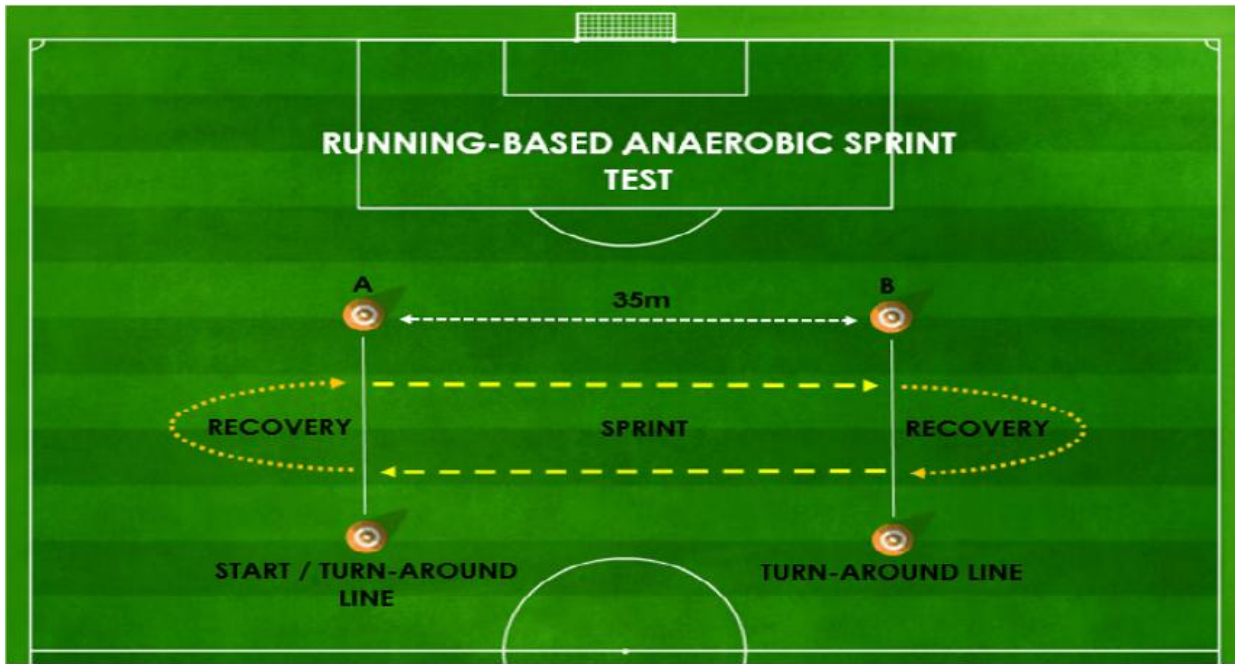 RUNNING-BASED ANAEROBIC SPRINT
TEST
A
B
35m
RECOVERY
SPRINT
RECOVERY
START / TURN-AROUND
LINE
TURN-AROUND LINE